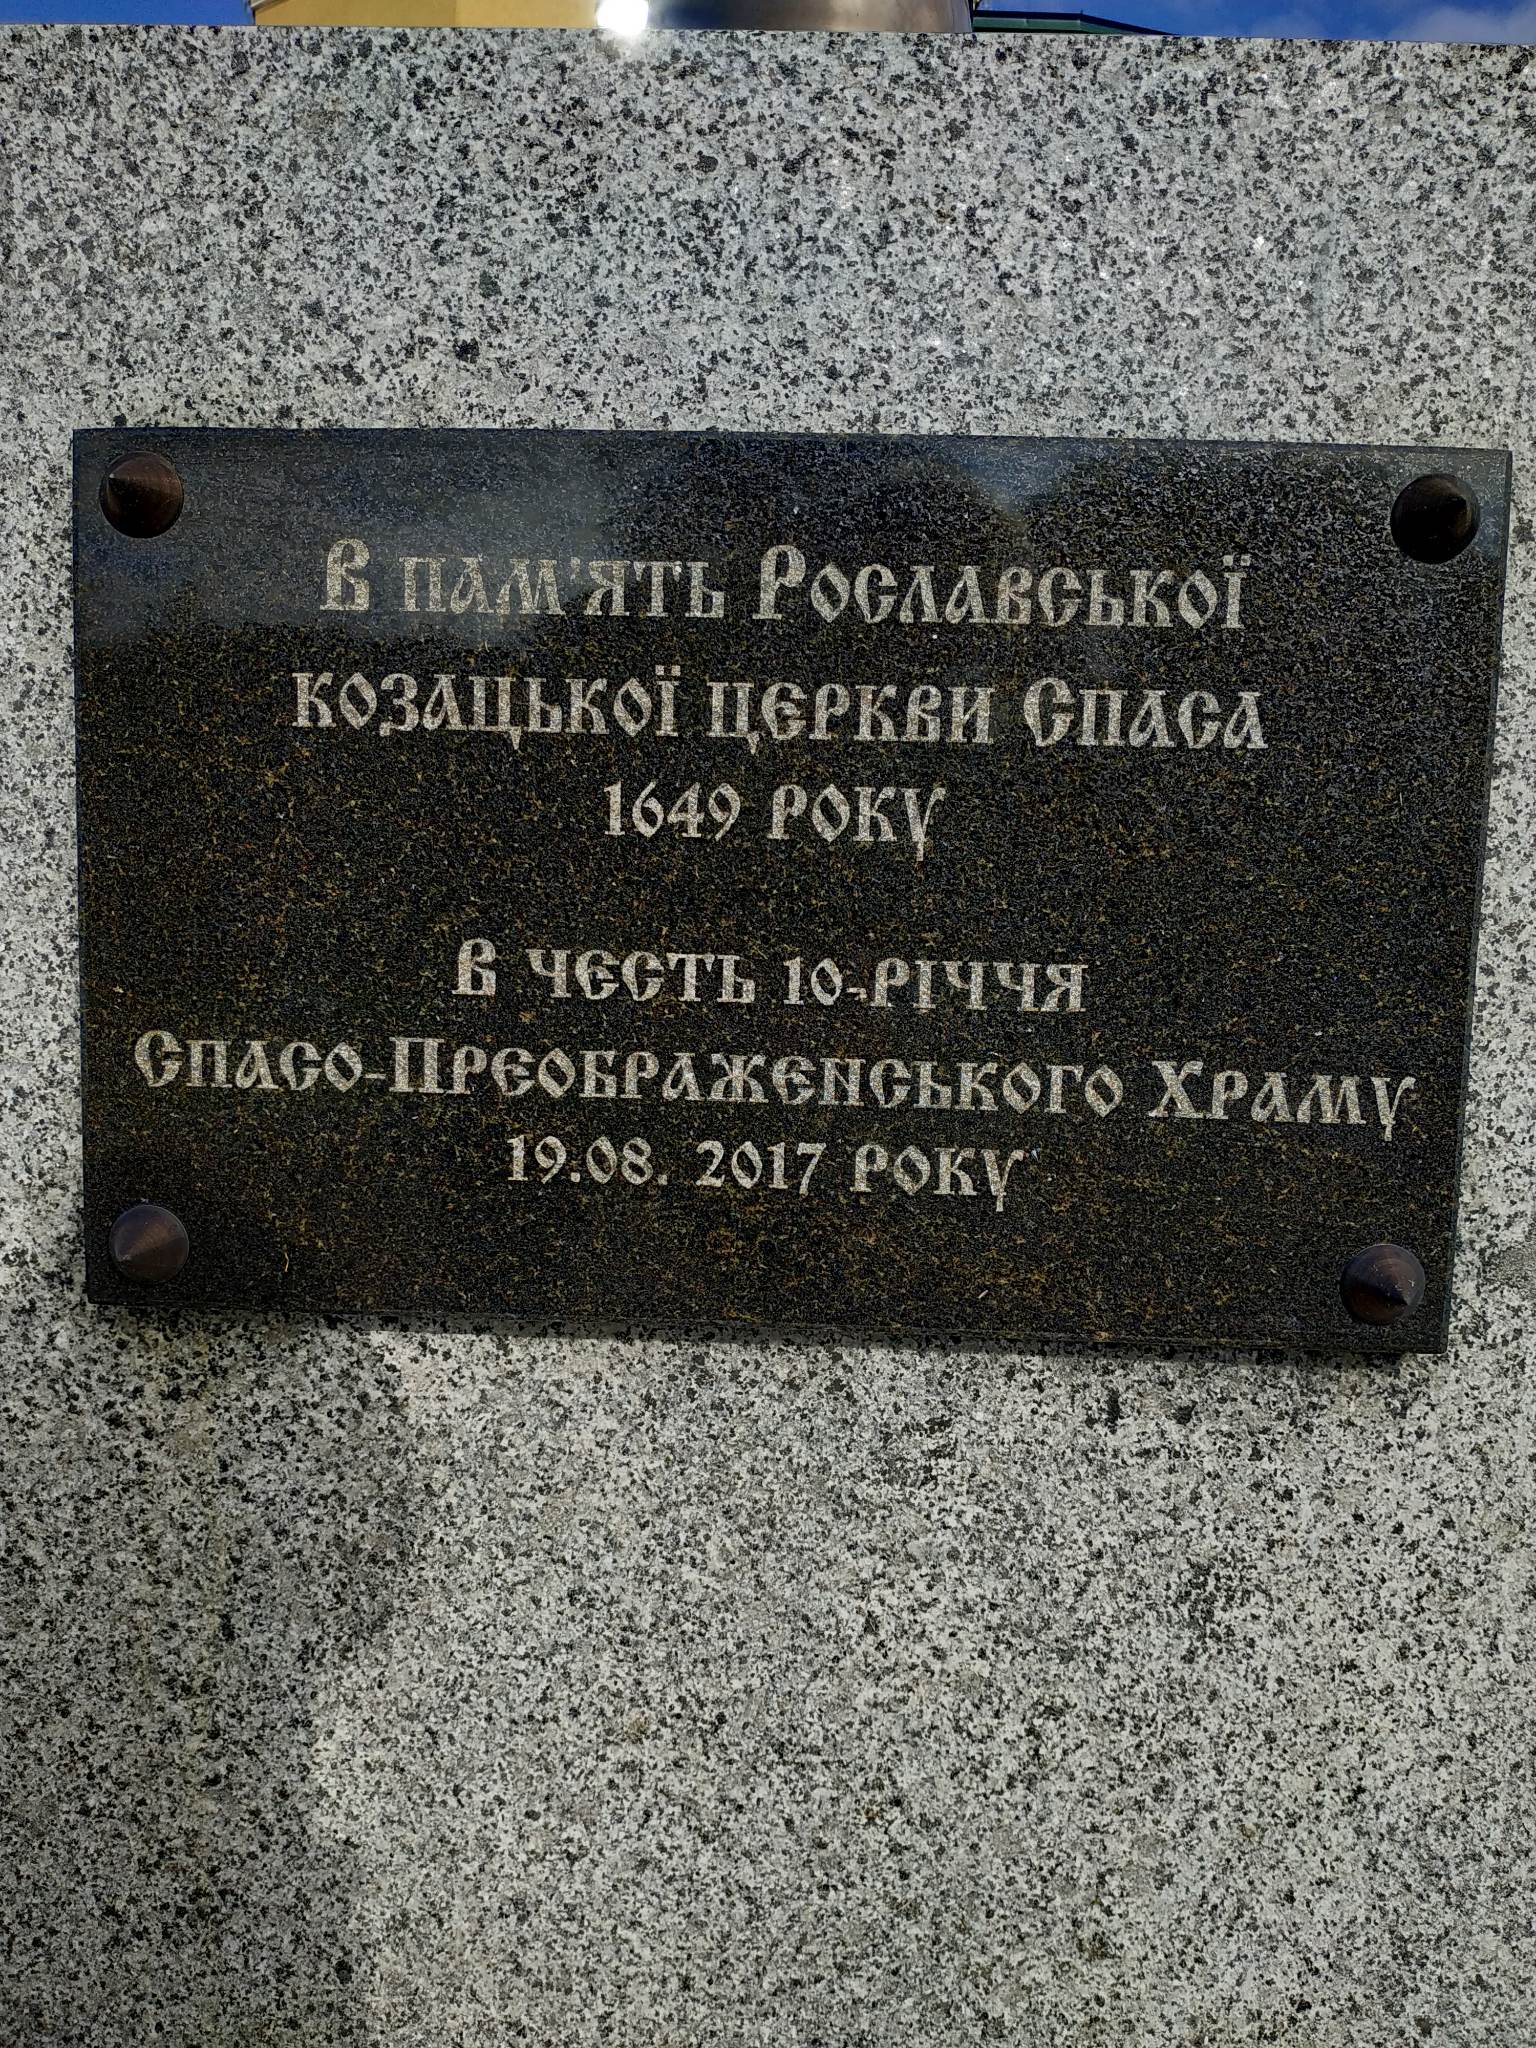 В пам'ять Рославської
козацької церкви Спаса
1649 року
В честь 10-річчя
Спасо-Преображенського Храму
19.08. 2017 року